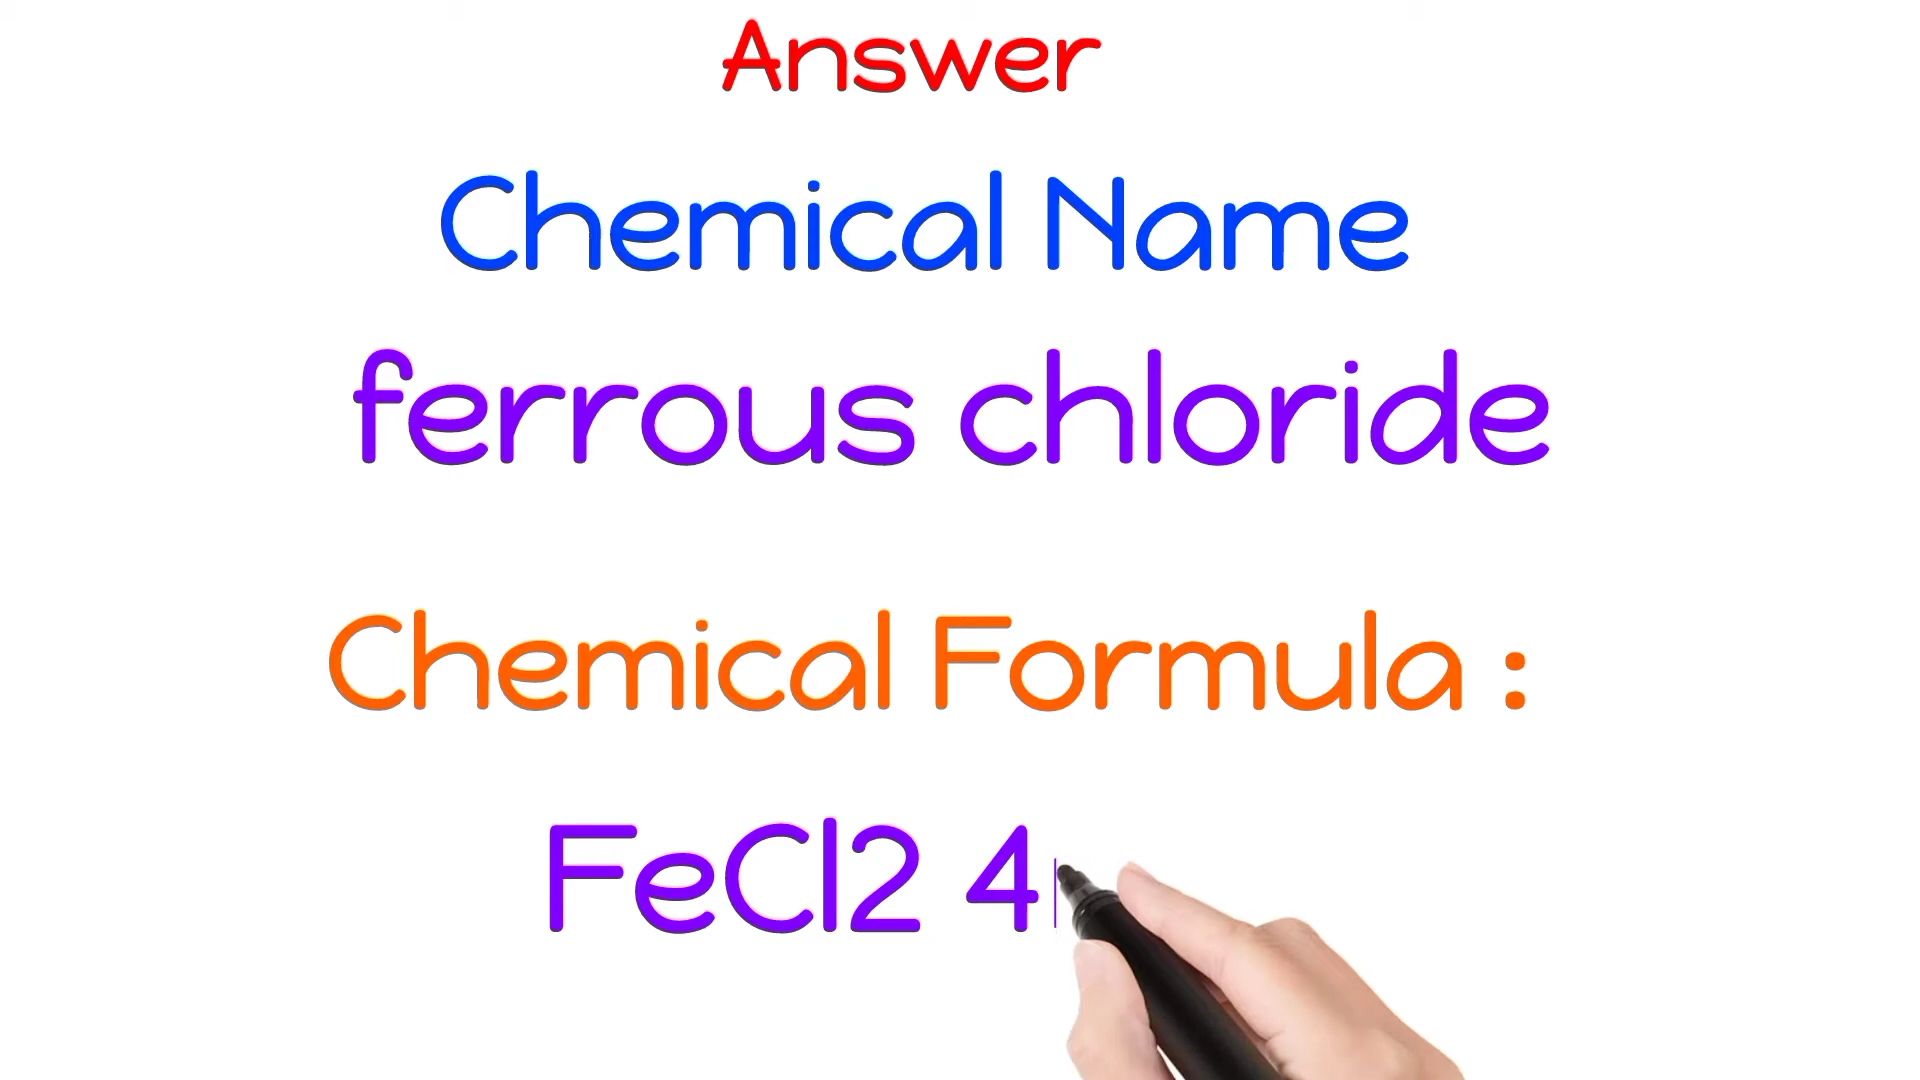 Answer
Chemical Name
ferrous chloride
Chemical Formula :
FeCl2 4